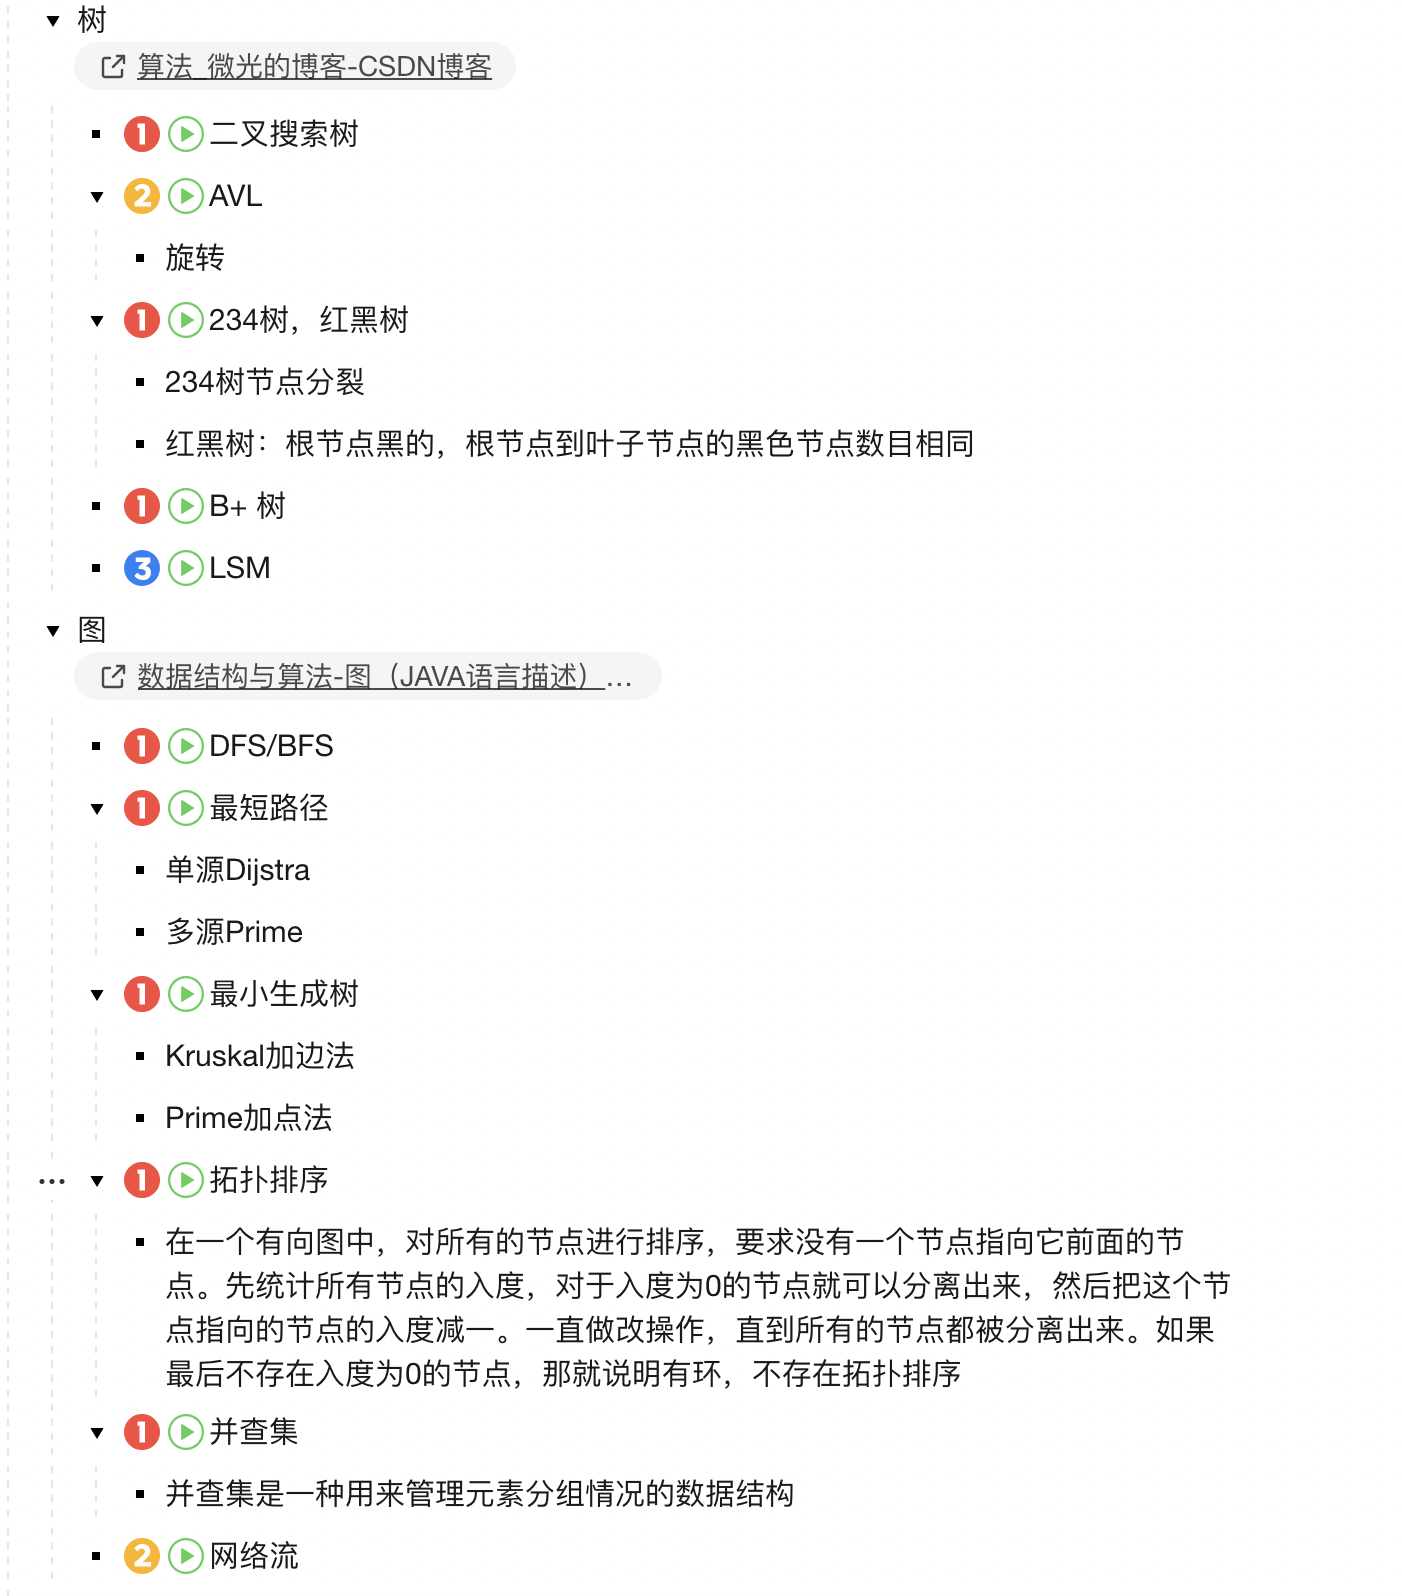 树
算法_微光的博客-CSDN博客
1 二叉搜索树
2 AVL
旋转
1 234树，红黑树
234树节点分裂
红黑树：根节点黑的，根节点到叶子节点的黑色节点数目相同
1 B+ 树
3 LSM
图
数据结构与算法-图（JAVA语言描述）...
1 DFS/BFS
1 最短路径
单源Dijstra
多源Prime
1 最小生成树
Kruskal加边法
Prime加点法
1 拓扑排序
在一个有向图中，对所有的节点进行排序，要求没有一个节点指向它前面的节
点。先统计所有节点的入度，对于入度为0的节点就可以分离出来，然后把这个节
点指向的节点的入度减一。一直做改操作，直到所有的节点都被分离出来。如果
最后不存在入度为0的节点，那就说明有环，不存在拓扑排序
1 并查集
并查集是一种用来管理元素分组情况的数据结构
2 网络流